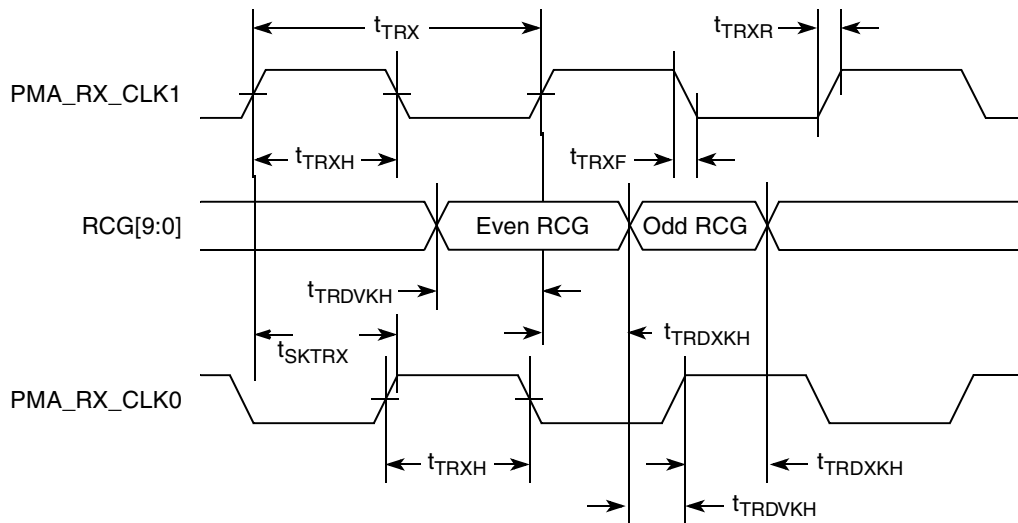 tTRX
tTRXR
PMA_RX_CLK1
tTRXH
tTRXF
RCG[9:0]
Even RCG
Odd RCG
tTRDVKH
tTRDXKH
tSKTRX
PMA_RX_CLK0
tTRXH
tTRDXKH
tTRDVKH